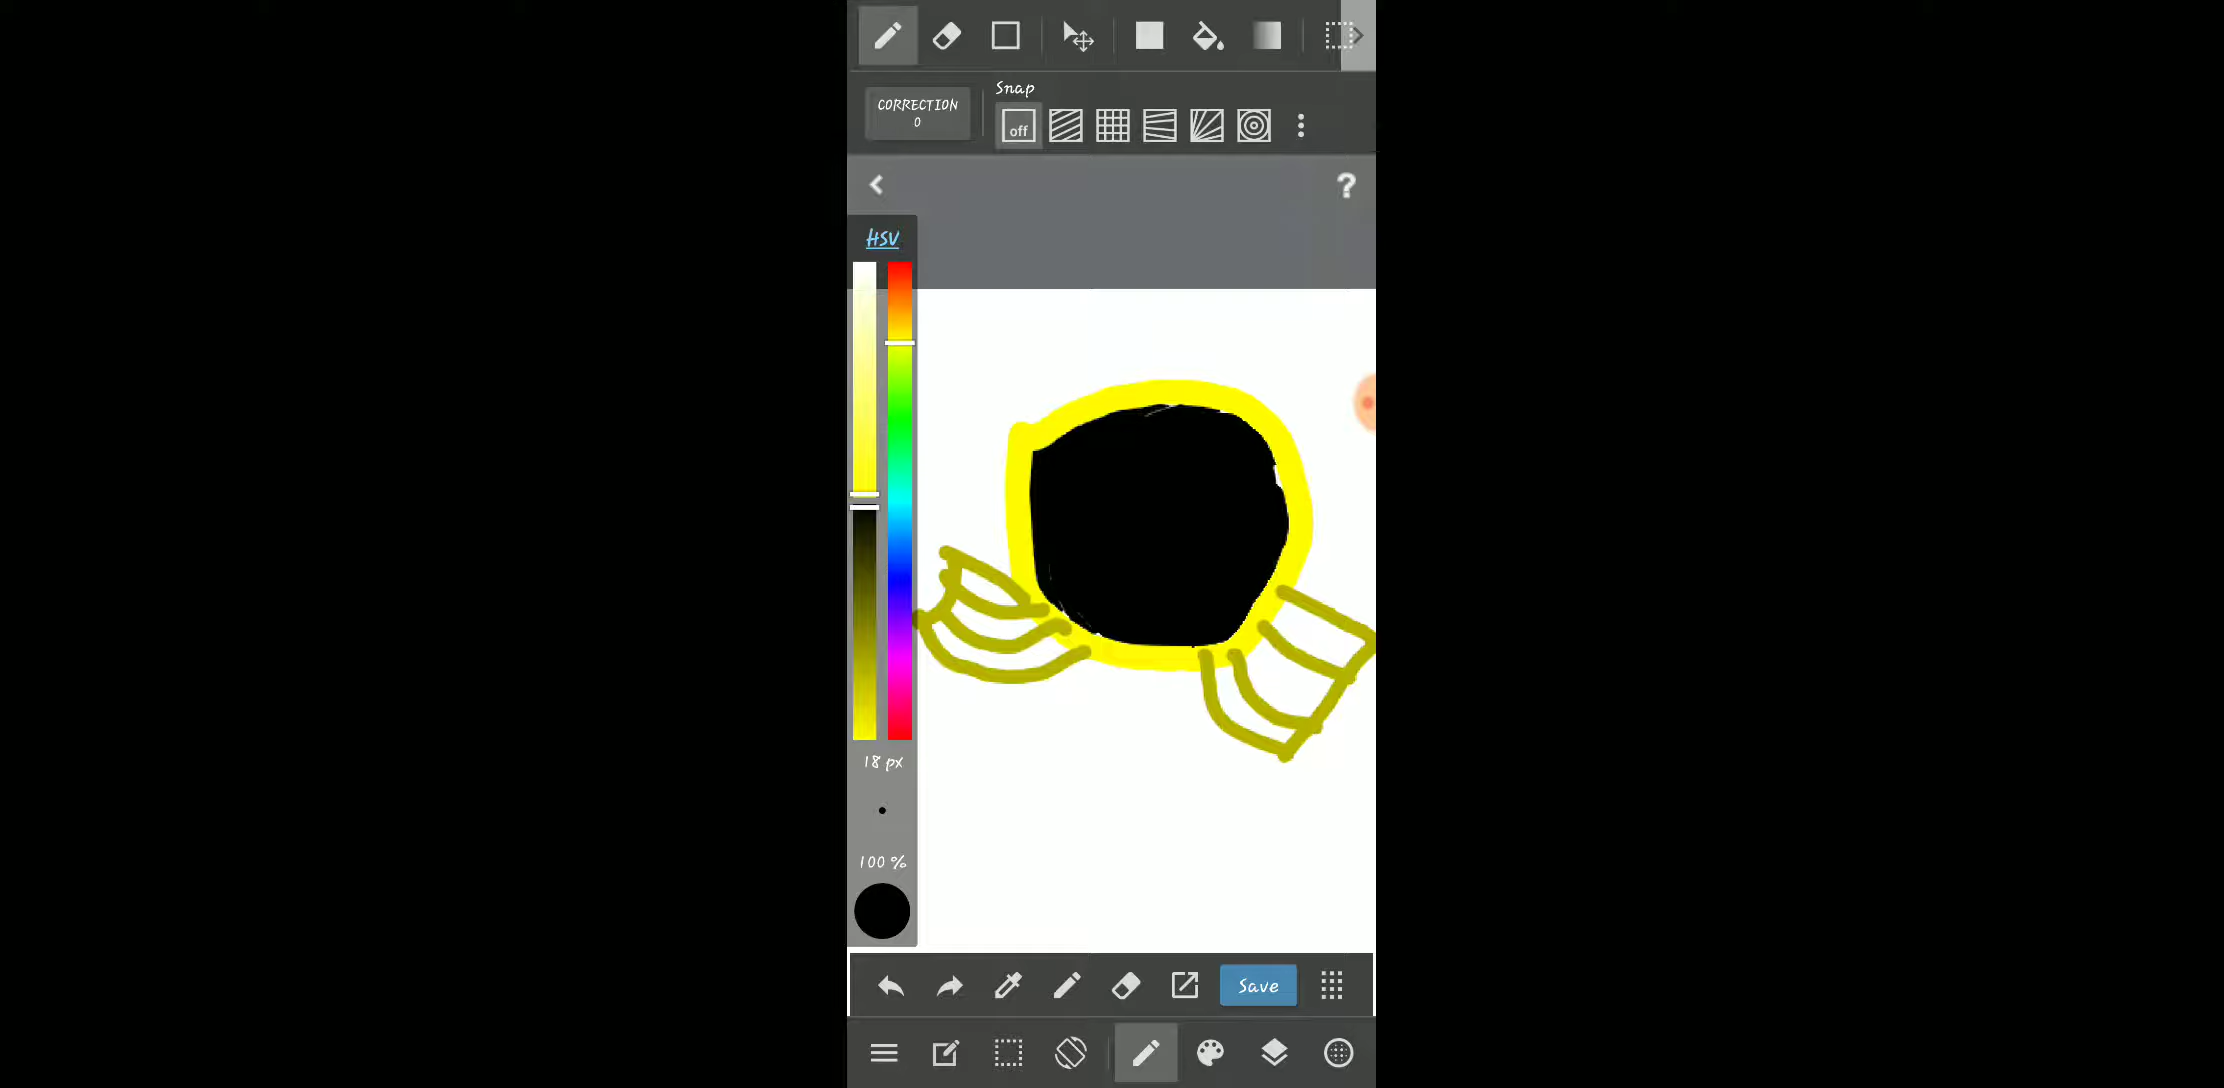 CORRECTION
0
Snap
off
?
HSV
18 px
100 %
Save